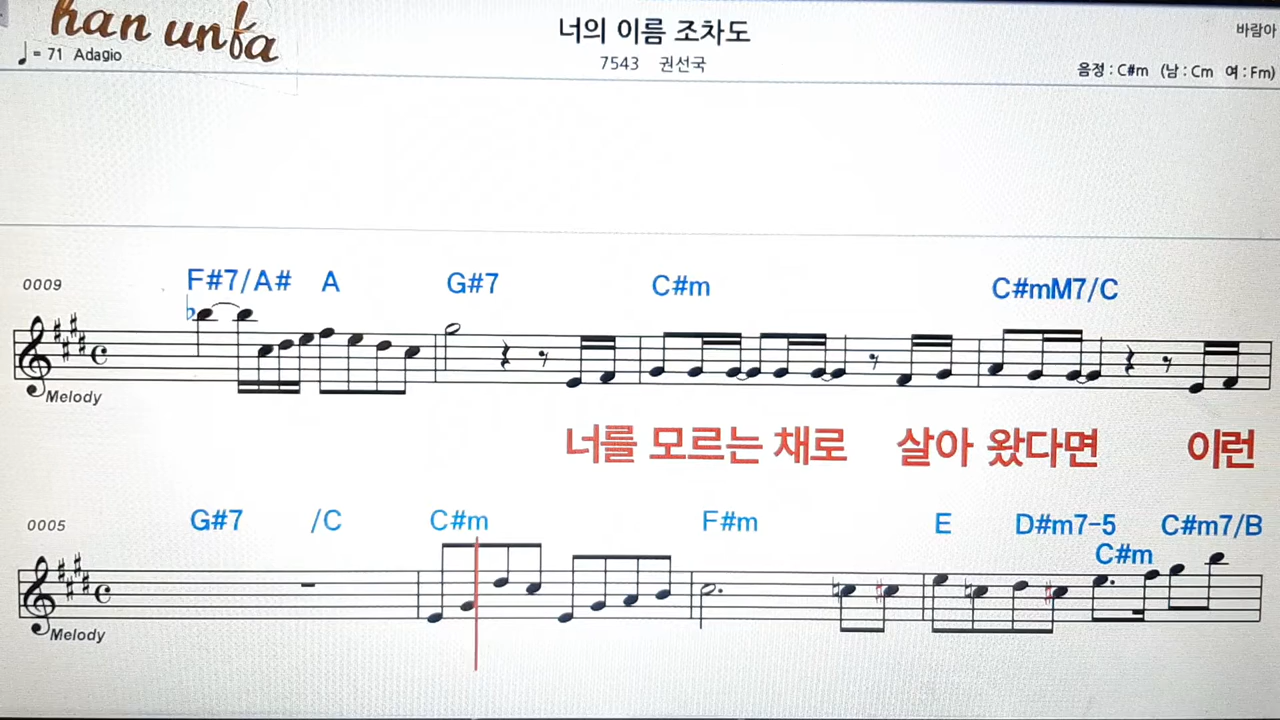 han unfa
너의 이름 조차도
바람아
= 71 Adagio
7543 권선국
음정 : C#m (남 : Cm 여 : Fm)
0009 F#7/A# A G#7 C#m C#mM7/C
Melody
너를 모르는 채로 살아 왔다면 이런
0005 G#7 /C C#m F#m E D#m7-5 C#m7/B
C#m
Melody